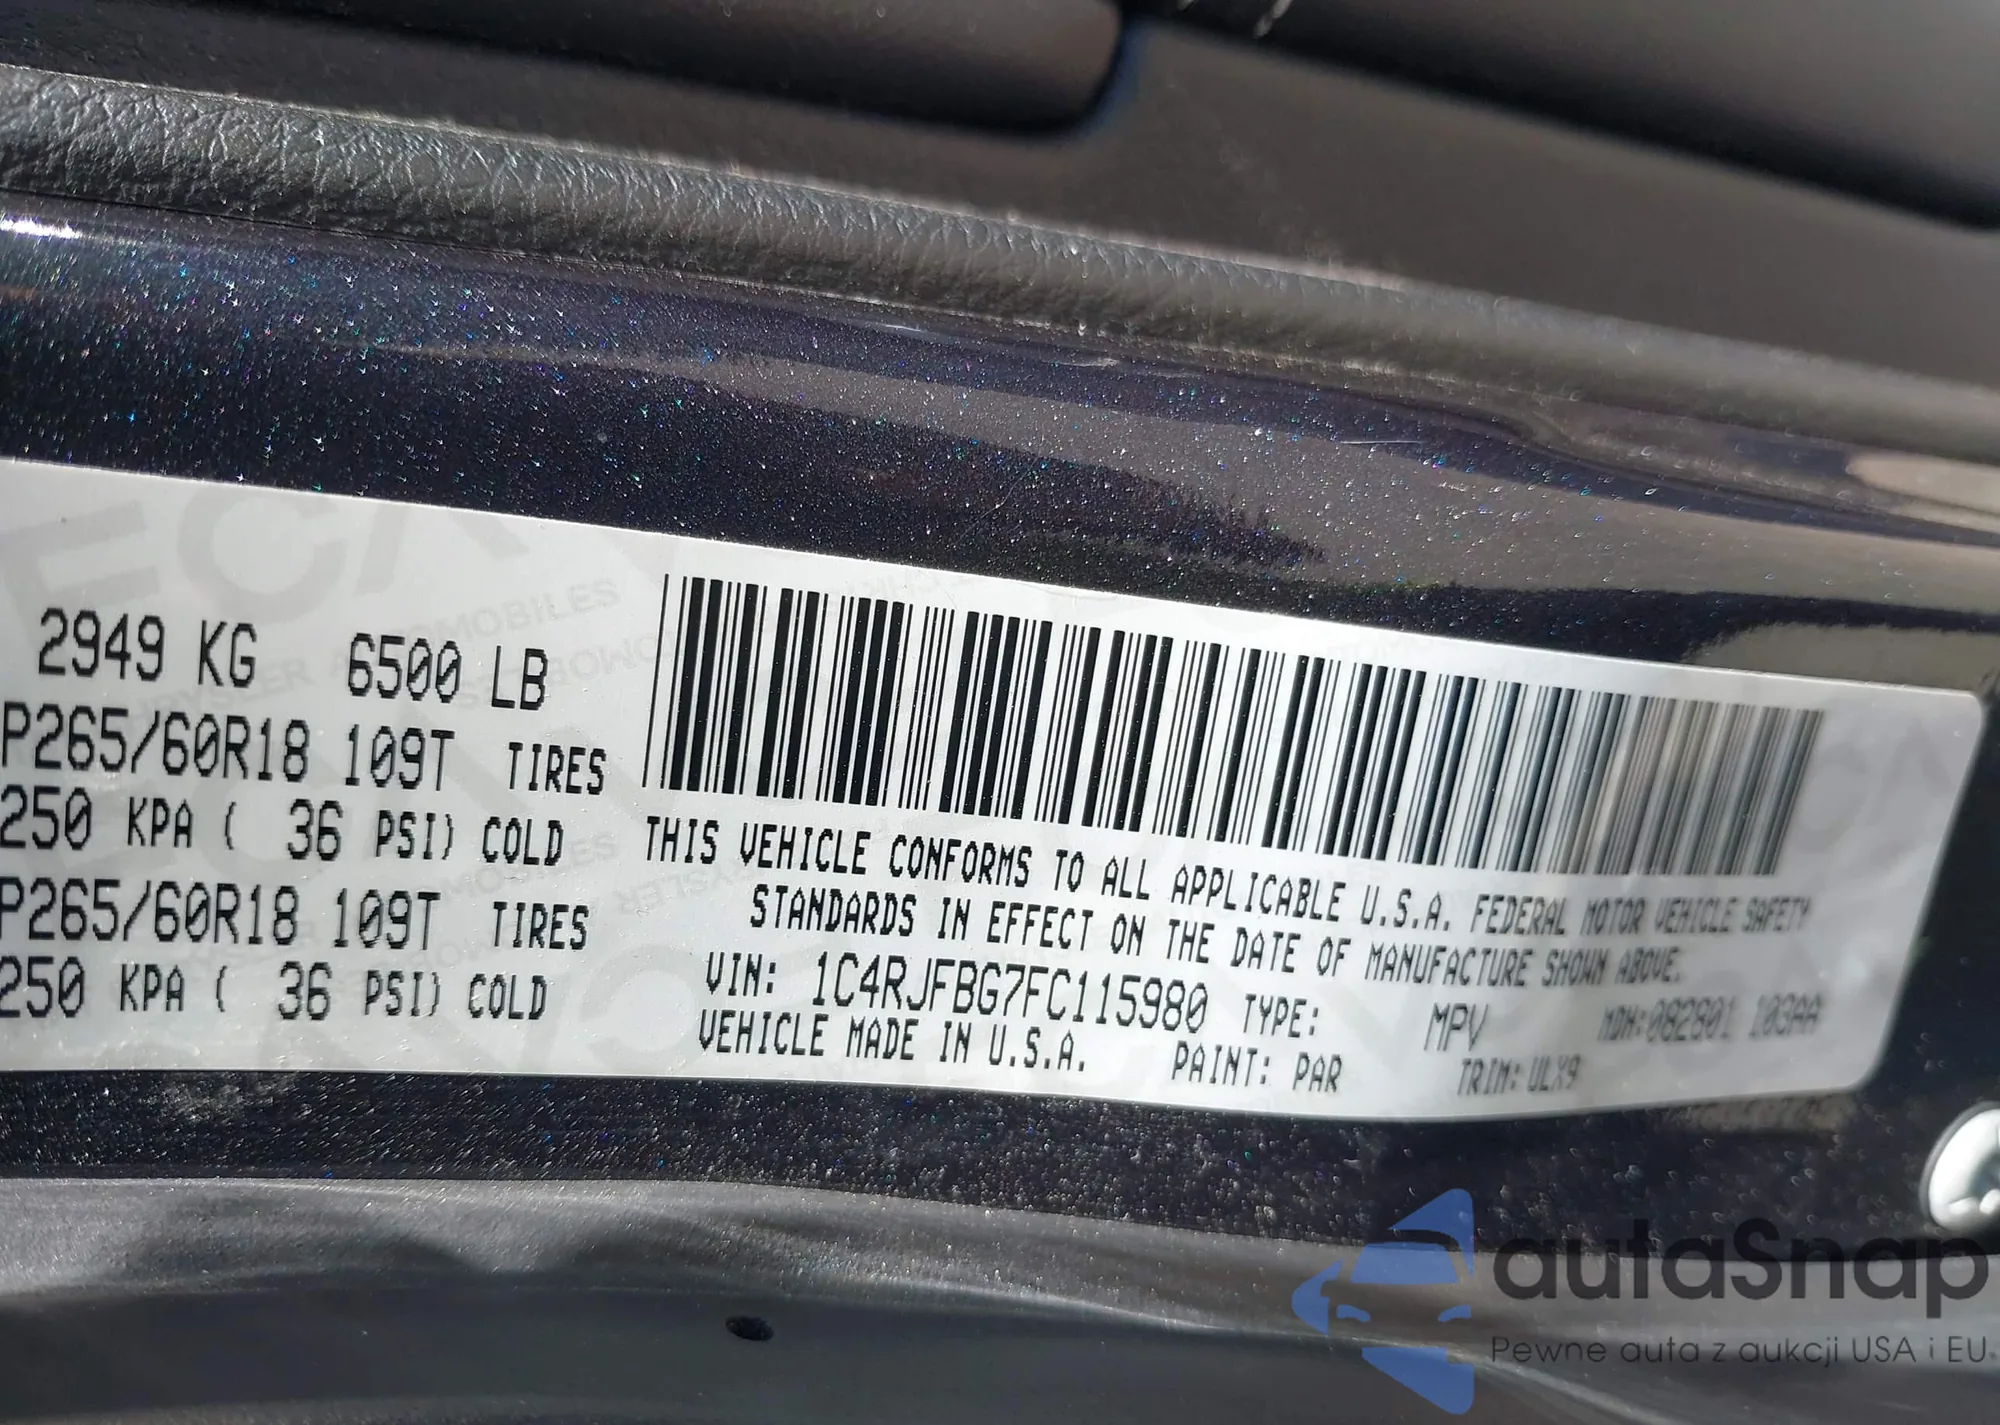 2949 KG 6500 LB
P265/60R18 109T TIRES
250 KPA ( 36 PSI) COLD
P265/60R18 109T TIRES
250 KPA ( 36 PSI) COLD
THIS VEHICLE CONFORMS TO ALL APPLICABLE U.S.A. FEDERAL MOTOR VEHICLE SAFETY
STANDARDS IN EFFECT ON THE DATE OF MANUFACTURE SHOWN ABOVE.
VIN: 1C4RJFBG7FC115980 TYPE: MPV MDH:082801 103AA
VEHICLE MADE IN U.S.A. PAINT: PAR TRIM: ULX9
autaSnap
Pewne auta z aukcji USA i EU.